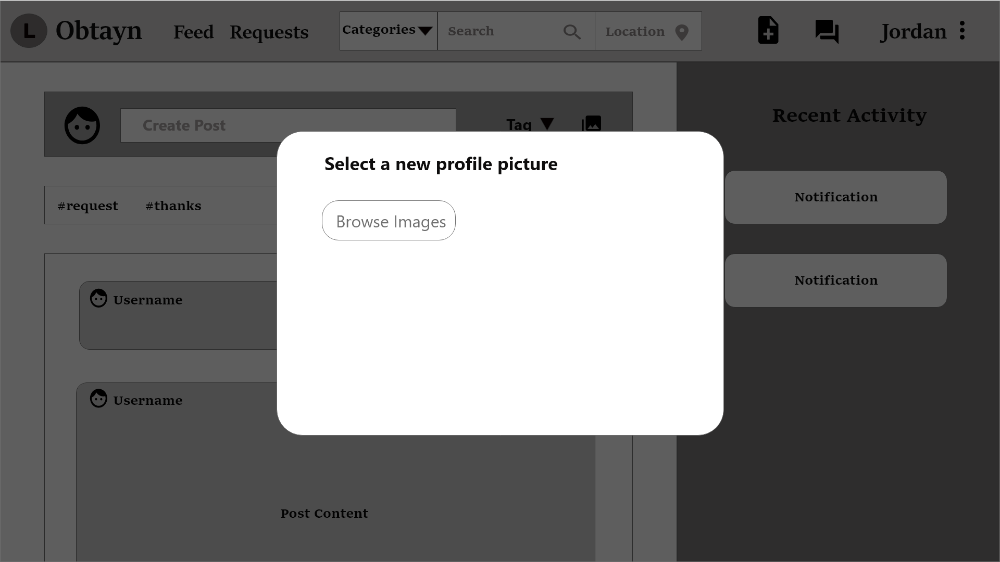 L Obtayn Feed Requests Categories Search Location Jordan
Create Post Tag
Recent Activity
Select a new profile picture
Browse Images
#request #thanks
Notification
Notification
Username
Username
Post Content